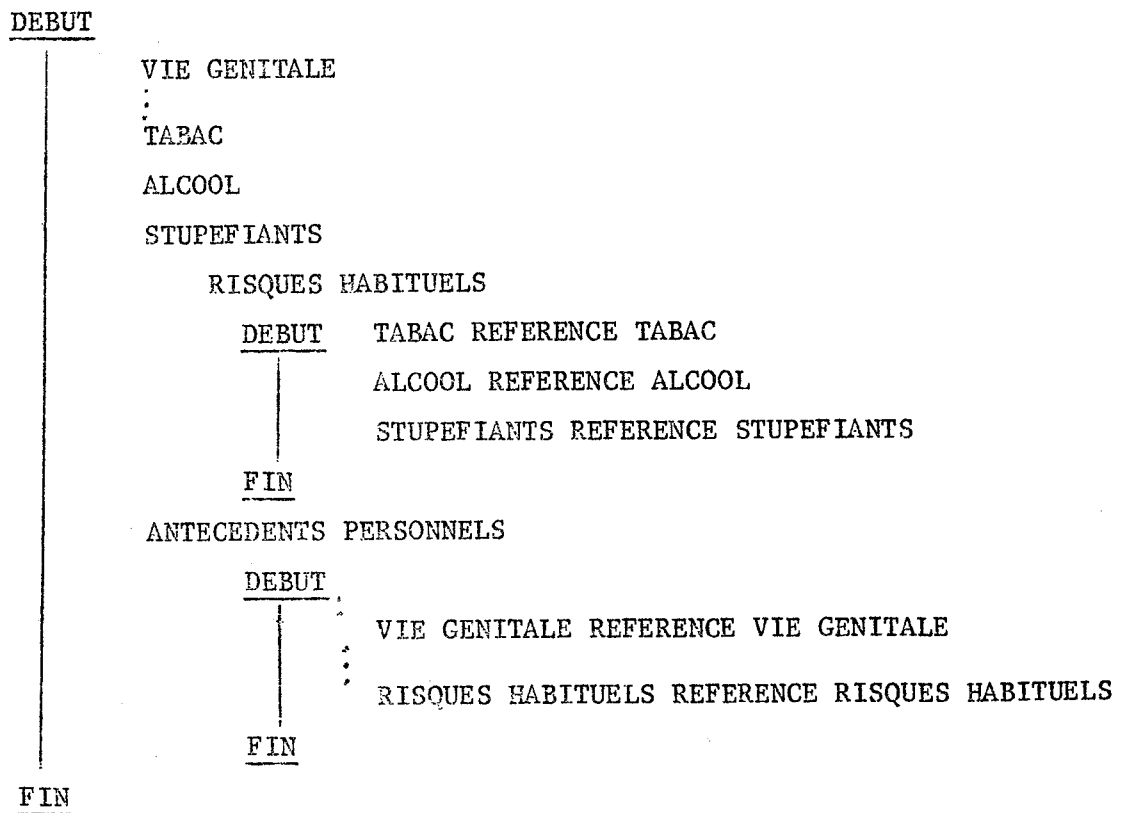 DEBUT
VIE GENITALE
TABAC
ALCOOL
STUPEFIANTS
RISQUES HABITUELS
DEBUT TABAC REFERENCE TABAC
ALCOOL REFERENCE ALCOOL
STUPEFIANTS REFERENCE STUPEFIANTS
FIN
ANTECEDENTS PERSONNELS
DEBUT
VIE GENITALE REFERENCE VIE GENITALE
RISQUES HABITUELS REFERENCE RISQUES HABITUELS
FIN
FIN